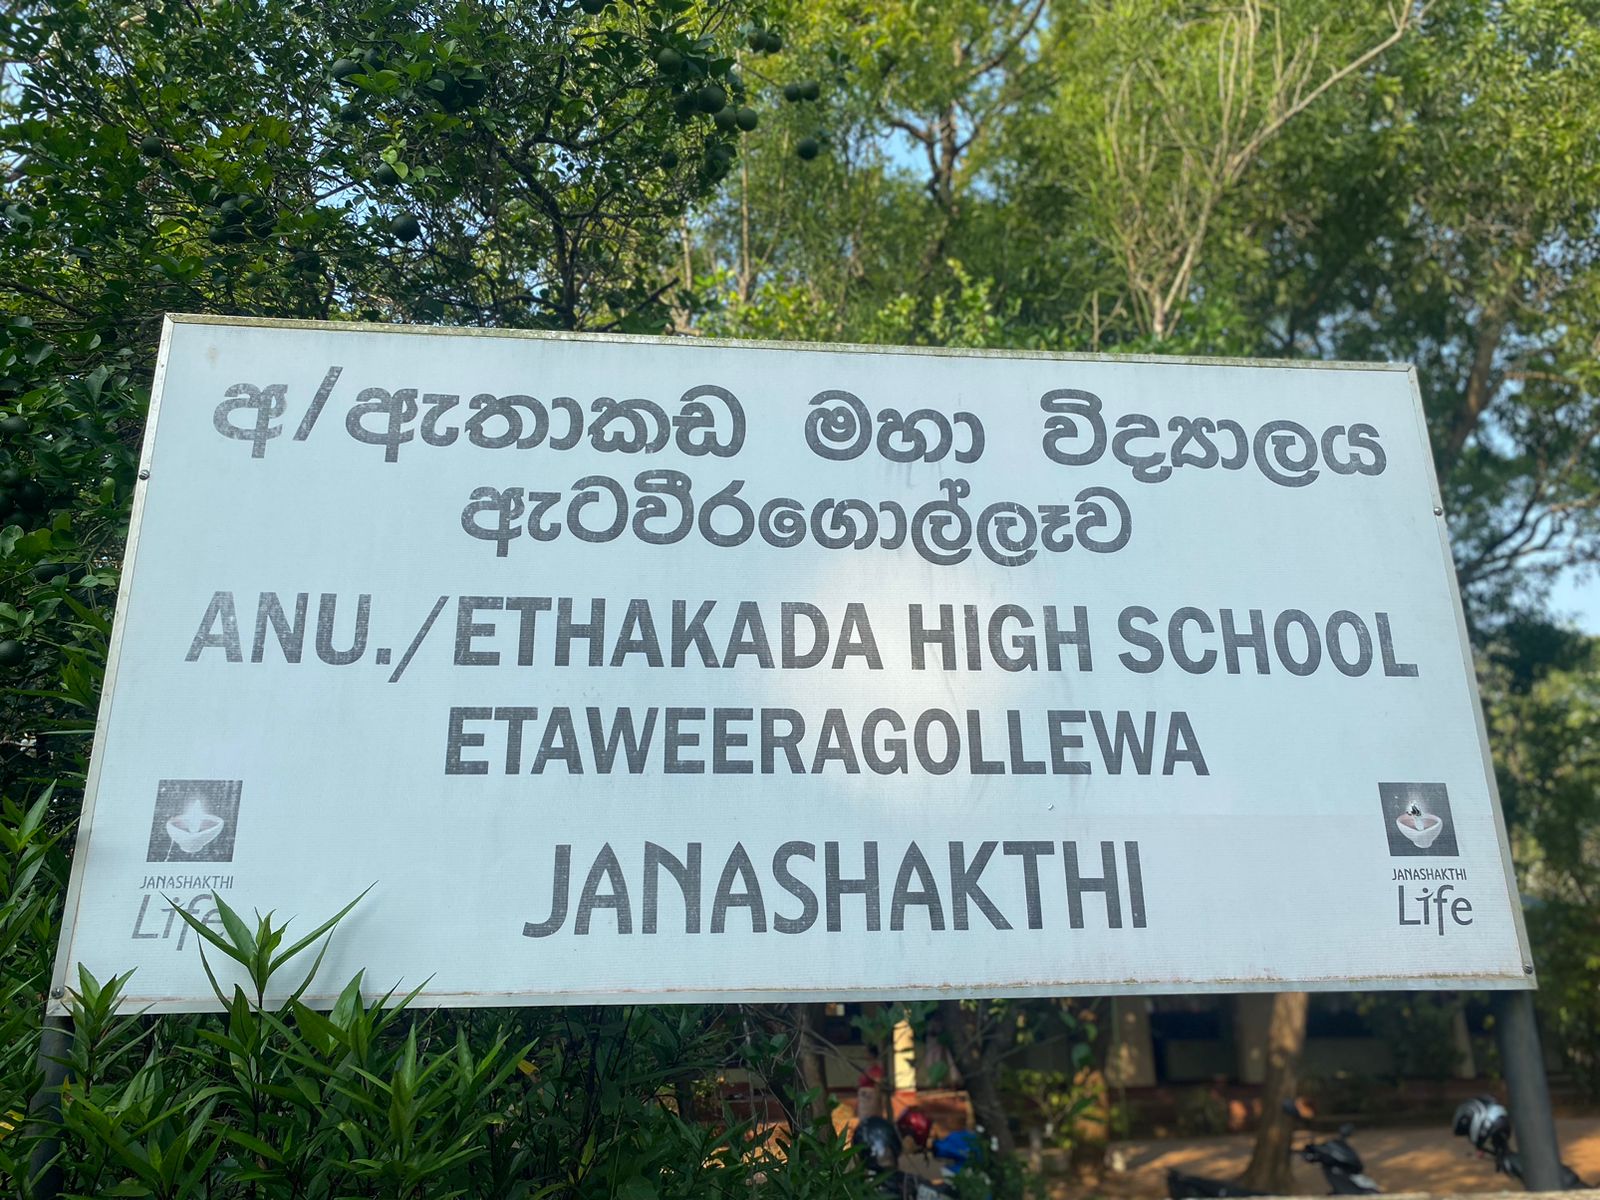 අ/ඇතාකඩ මහා විද්‍යාලය
ඇටවීරගොල්ලෑව
ANU./ETHAKADA HIGH SCHOOL
ETAWEERAGOLLEWA
JANASHAKTHI
JANASHAKTHI
Life
JANASHAKTHI
Life